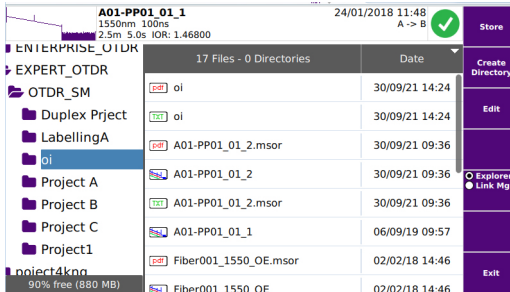 A01-PP01_01_1
24/01/2018 11:48
1550nm 100ns
A -> B
2.5m 5.0s IOR: 1.46800
Store
ENTERPRISE_OTDR
EXPERT_OTDR
OTDR_SM
Duplex Prject
LabellingA
oi
Project A
Project B
Project C
Project1
noiect4kng
90% free (880 MB)
17 Files - 0 Directories
Date
pdf oi 30/09/21 14:24
TXT oi 30/09/21 14:24
pdf A01-PP01_01_2.msor 30/09/21 09:36
A01-PP01_01_2 30/09/21 09:36
TXT A01-PP01_01_2.msor 30/09/21 09:36
A01-PP01_01_1 06/09/19 09:57
pdf Fiber001_1550_OE.msor 02/02/18 14:46
Fiber001_1550_OE 02/02/18 14:46
Create
Directory
Edit
Explorer
Link Mg
Exit